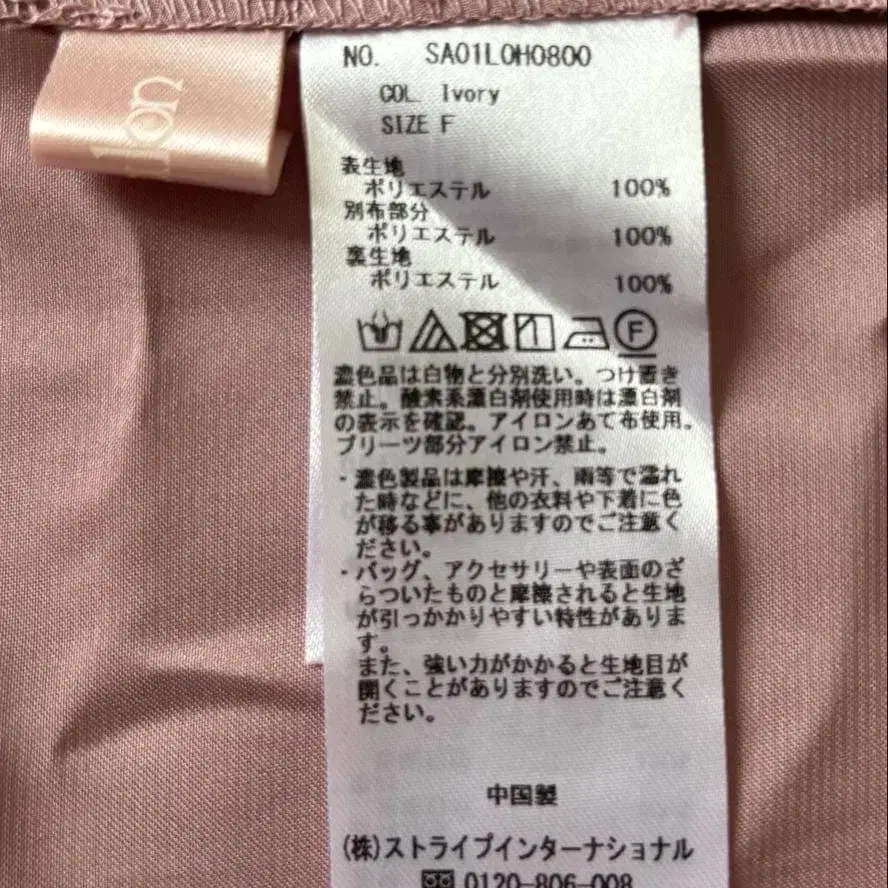 NO. SA01L0H0800
COL. Ivory
SIZE F
表生地
ポリエステル 100%
別布部分
ポリエステル 100%
裏生地
ポリエステル 100%
F
濃色品は白物と分別洗い。つけ置き
禁止。酸素系漂白剤使用時は漂白剤
の表示を確認。アイロンあて布使用。
プリーツ部分アイロン禁止。
・濃色製品は摩擦や汗、雨等で濡れ
た時などに、他の衣料や下着に色
が移る事がありますのでご注意く
ださい。
・バッグ、アクセサリーや表面のざ
らついたものと摩擦されると生地
が引っかかりやすい特性がありま
す。
また、強い力がかかると生地目が
開くことがありますのでご注意く
ださい。
中国製
(株)ストライプインターナショナル
0120-806-008